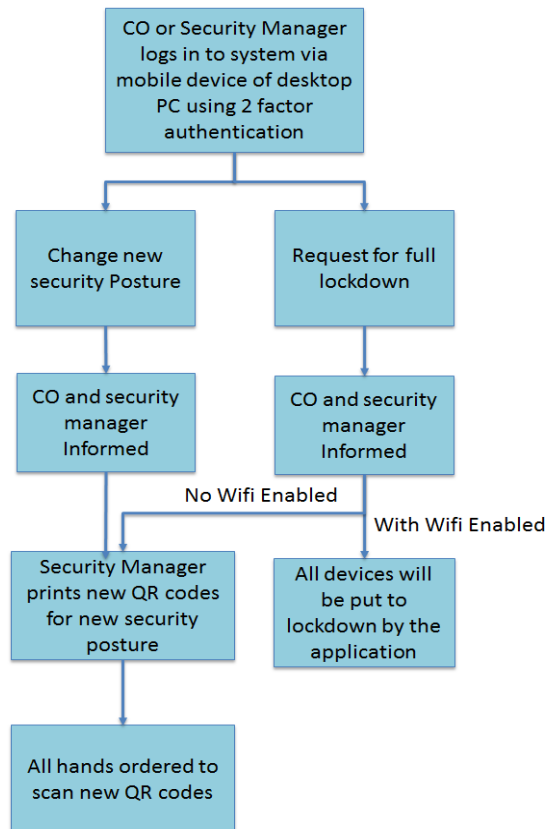 CO or Security Manager
logs in to system via
mobile device of desktop
PC using 2 factor
authentication
Change new
security Posture
Request for full
lockdown
CO and security
manager
Informed
CO and security
manager
Informed
No Wifi Enabled
With Wifi Enabled
Security Manager
prints new QR codes
for new security
posture
All devices will
be put to
lockdown by the
application
All hands ordered to
scan new QR codes